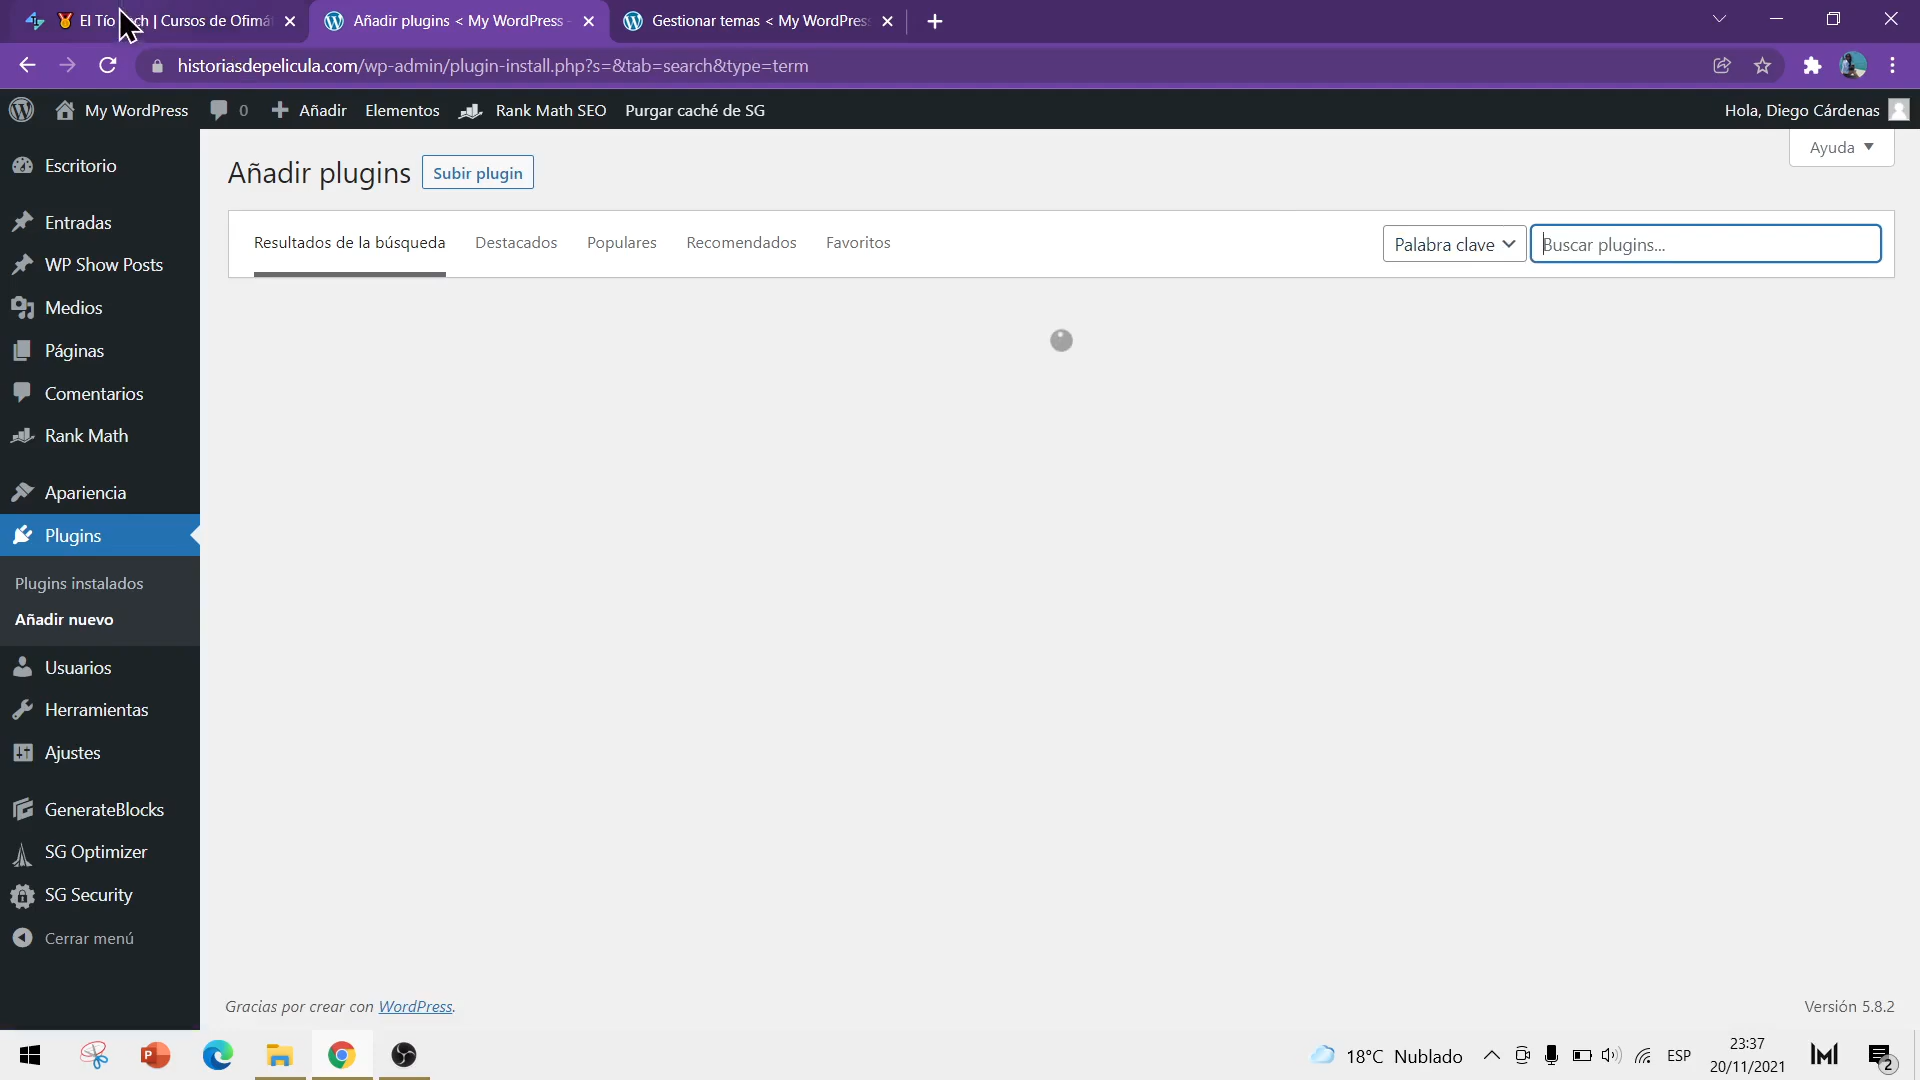 El Tío ch | Cursos de Ofimá
Añadir plugins < My WordPress -
Gestionar temas < My WordPress
historiasdepelicula.com/wp-admin/plugin-install.php?s=&tab=search&type=term
My WordPress
0
Añadir
Elementos
Rank Math SEO
Purgar caché de SG
Hola, Diego Cárdenas
Escritorio
Entradas
WP Show Posts
Medios
Páginas
Comentarios
Rank Math
Apariencia
Plugins
Plugins instalados
Añadir nuevo
Usuarios
Herramientas
Ajustes
GenerateBlocks
SG Optimizer
SG Security
Cerrar menú
Ayuda
Añadir plugins
Subir plugin
Resultados de la búsqueda
Destacados
Populares
Recomendados
Favoritos
Palabra clave
Buscar plugins...
Gracias por crear con WordPress.
Versión 5.8.2
18°C Nublado
ESP
23:37
20/11/2021
2